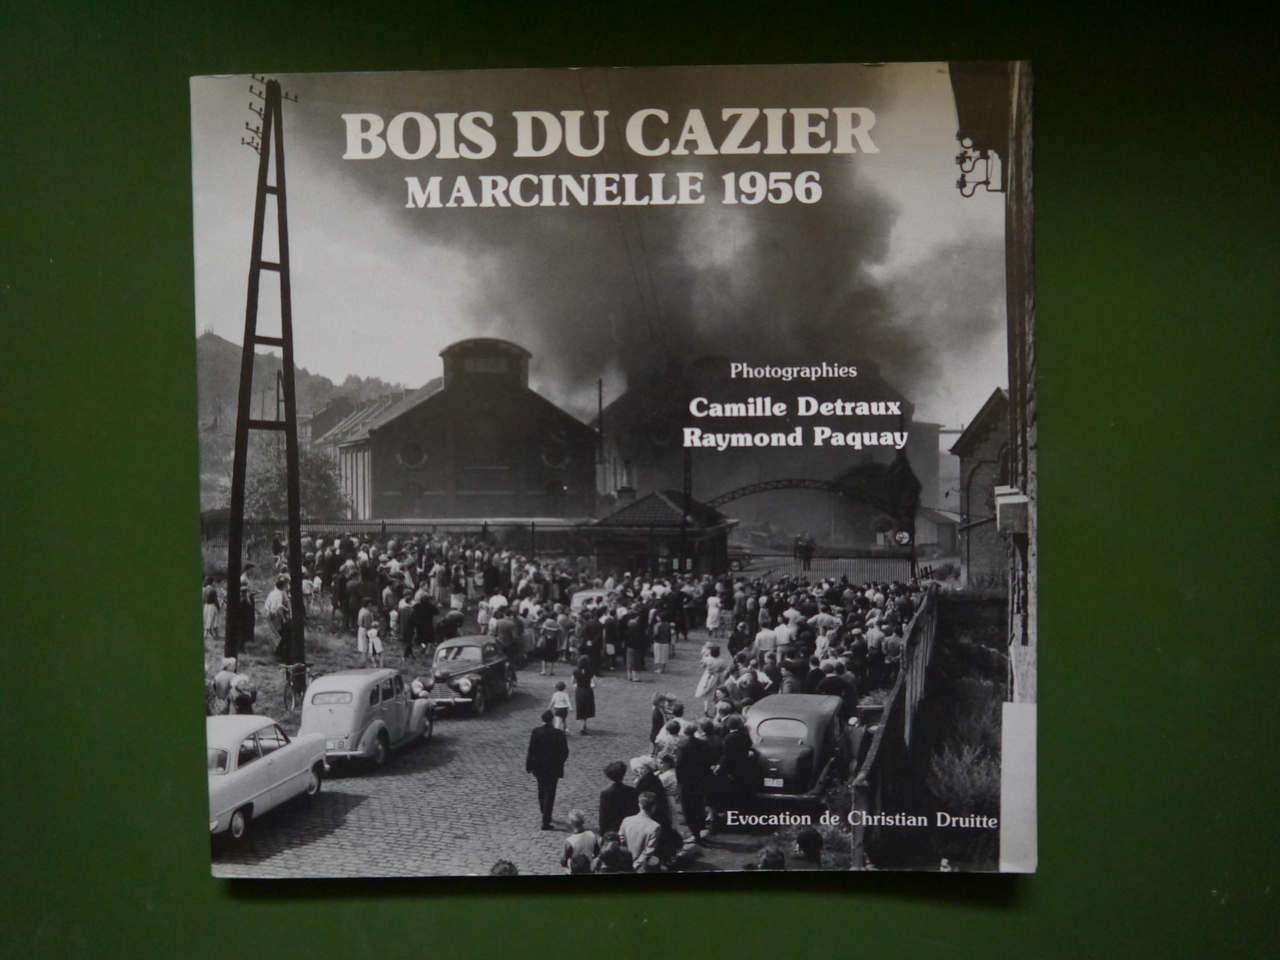 BOIS DU CAZIER
MARCINELLE 1956
Photographies
Camille Detraux
Raymond Paquay
Evocation de Christian Druitte